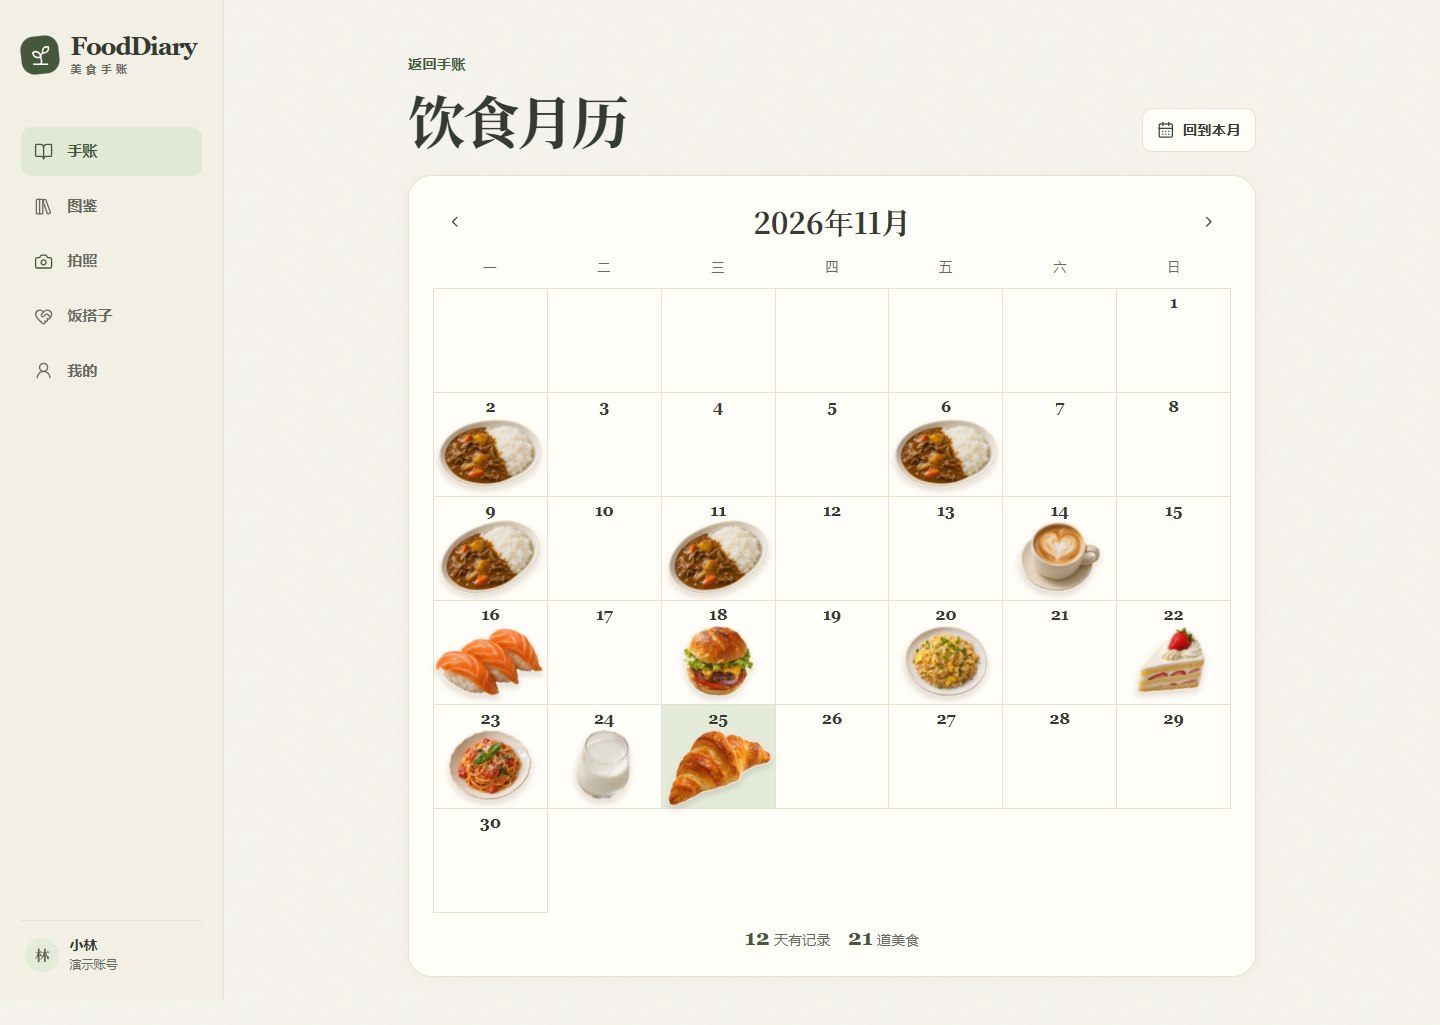 FoodDiary
美食手账
手账
图鉴
拍照
饭搭子
我的
小林
林
演示账号
返回手账
饮食月历
回到本月
2026年11月
一 二 三 四 五 六 日
1
2 3 4 5 6 7 8
9 10 11 12 13 14 15
16 17 18 19 20 21 22
23 24 25 26 27 28 29
30
12 天有记录 21 道美食